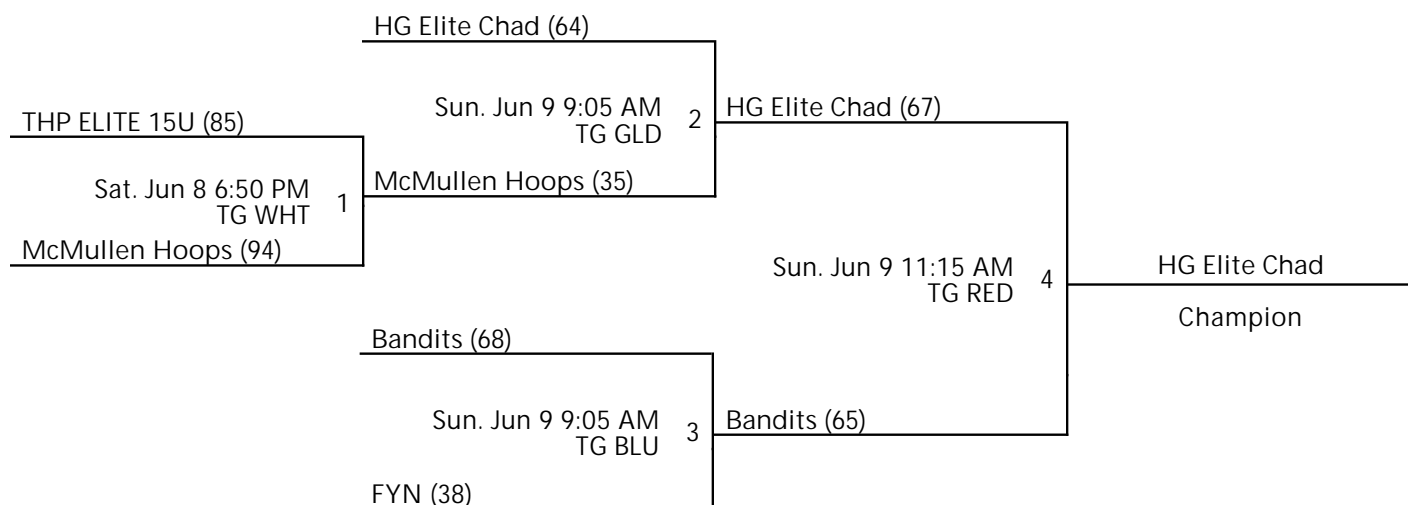 HG Elite Chad (64)
Sun. Jun 9 9:05 AM
TG GLD
2
HG Elite Chad (67)
THP ELITE 15U (85)
Sat. Jun 8 6:50 PM
TG WHT
1
McMullen Hoops (35)
McMullen Hoops (94)
Sun. Jun 9 11:15 AM
TG RED
4
HG Elite Chad
Champion
Bandits (68)
Sun. Jun 9 9:05 AM
TG BLU
3
Bandits (65)
FYN (38)